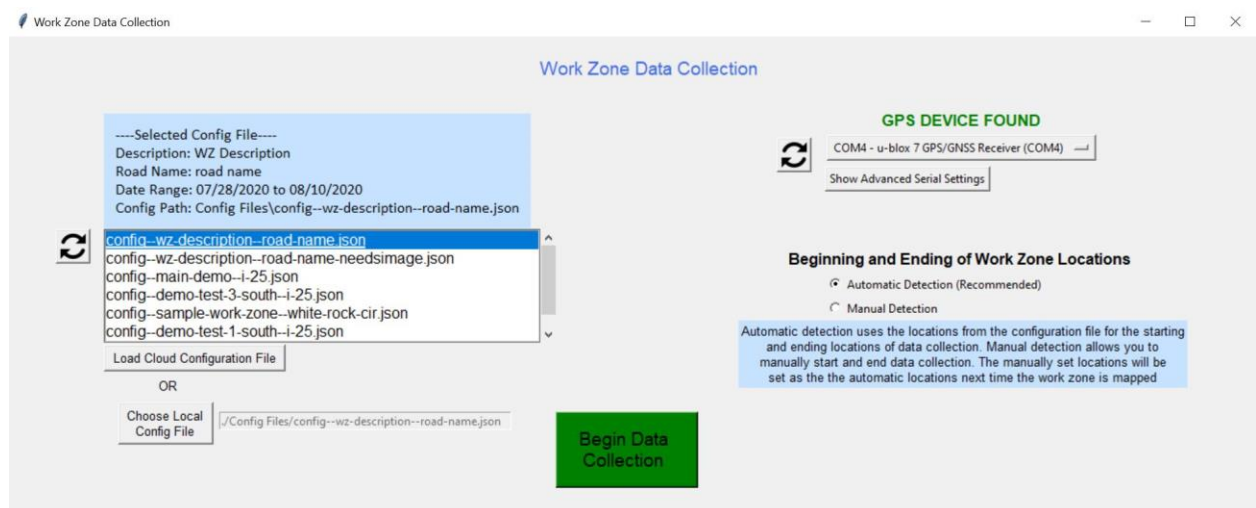 Work Zone Data Collection
Work Zone Data Collection
----Selected Config File----
Description: WZ Description
Road Name: road name
Date Range: 07/28/2020 to 08/10/2020
Config Path: Config Files\config--wz-description--road-name.json
config--wz-description--road-name.json
config--wz-description--road-name-needsimage.json
config--main-demo--i-25.json
config--demo-test-3-south--i-25.json
config--sample-work-zone--white-rock-cir.json
config--demo-test-1-south--i-25.json
Load Cloud Configuration File
OR
Choose Local
Config File
./Config Files/config--wz-description--road-name.json
Begin Data
Collection
GPS DEVICE FOUND
COM4 - u-blox 7 GPS/GNSS Receiver (COM4)
Show Advanced Serial Settings
Beginning and Ending of Work Zone Locations
Automatic Detection (Recommended)
Manual Detection
Automatic detection uses the locations from the configuration file for the starting
and ending locations of data collection. Manual detection allows you to
manually start and end data collection. The manually set locations will be
set as the the automatic locations next time the work zone is mapped